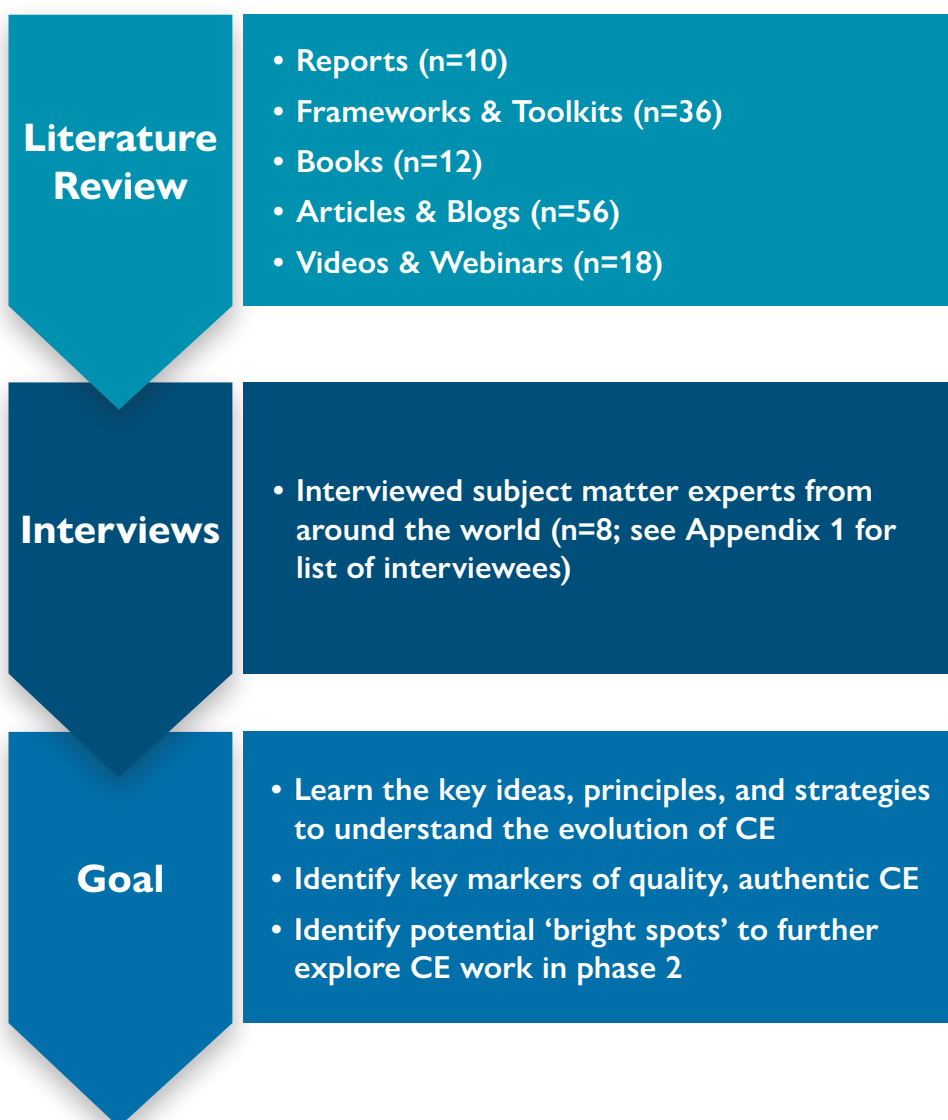 Literature
Review
• Reports (n=10)
• Frameworks & Toolkits (n=36)
• Books (n=12)
• Articles & Blogs (n=56)
• Videos & Webinars (n=18)
Interviews
• Interviewed subject matter experts from
around the world (n=8; see Appendix 1 for
list of interviewees)
Goal
• Learn the key ideas, principles, and strategies
to understand the evolution of CE
• Identify key markers of quality, authentic CE
• Identify potential ‘bright spots’ to further
explore CE work in phase 2